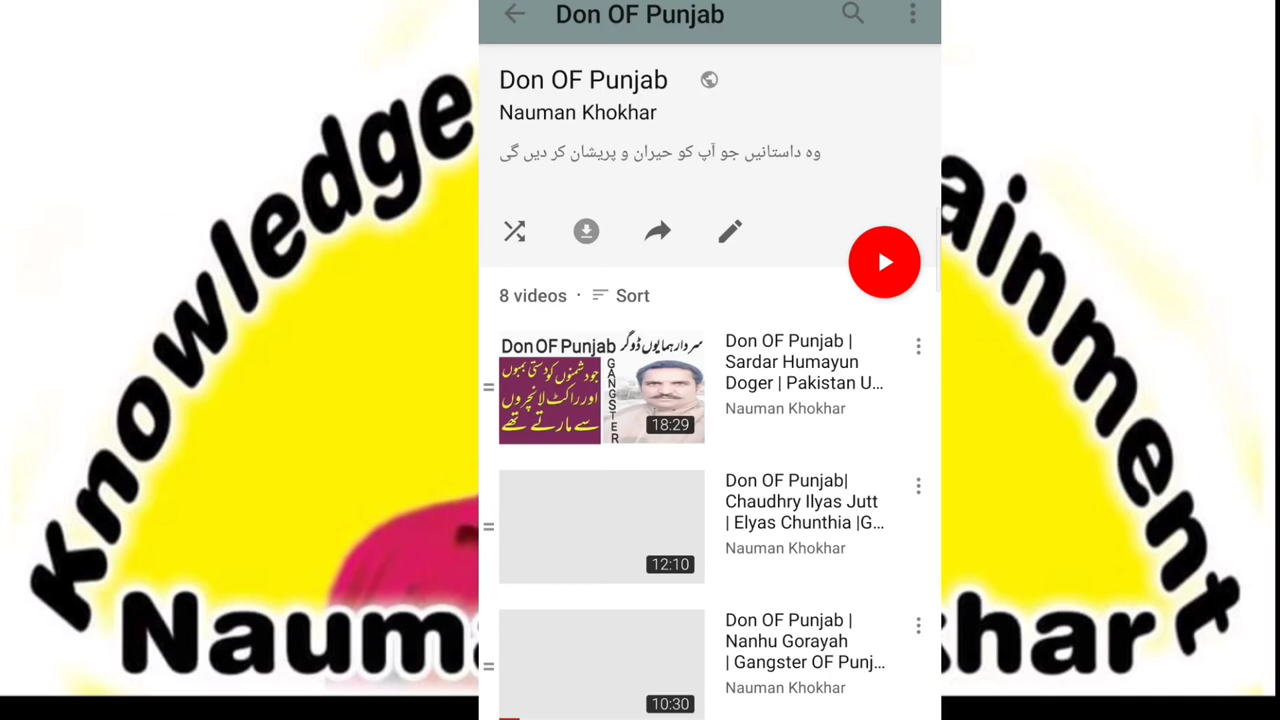 Don OF Punjab
Don OF Punjab
Nauman Khokhar
وہ داستانیں جو آپ کو حیران و پریشان کر دیں گی
8 videos · Sort
Don OF Punjab سردار ہمایوں ڈوگر
جو دشمنوں کو دستی بموں
اور راکٹ لانچروں
سے مارتے تھے
GANGSTER
18:29
Don OF Punjab |
Sardar Humayun
Doger | Pakistan U...
Nauman Khokhar
12:10
Don OF Punjab|
Chaudhry Ilyas Jutt
| Elyas Chunthia |G...
Nauman Khokhar
10:30
Don OF Punjab |
Nanhu Gorayah
| Gangster OF Punj...
Nauman Khokhar
Knowledge
ainment
Naum
khar